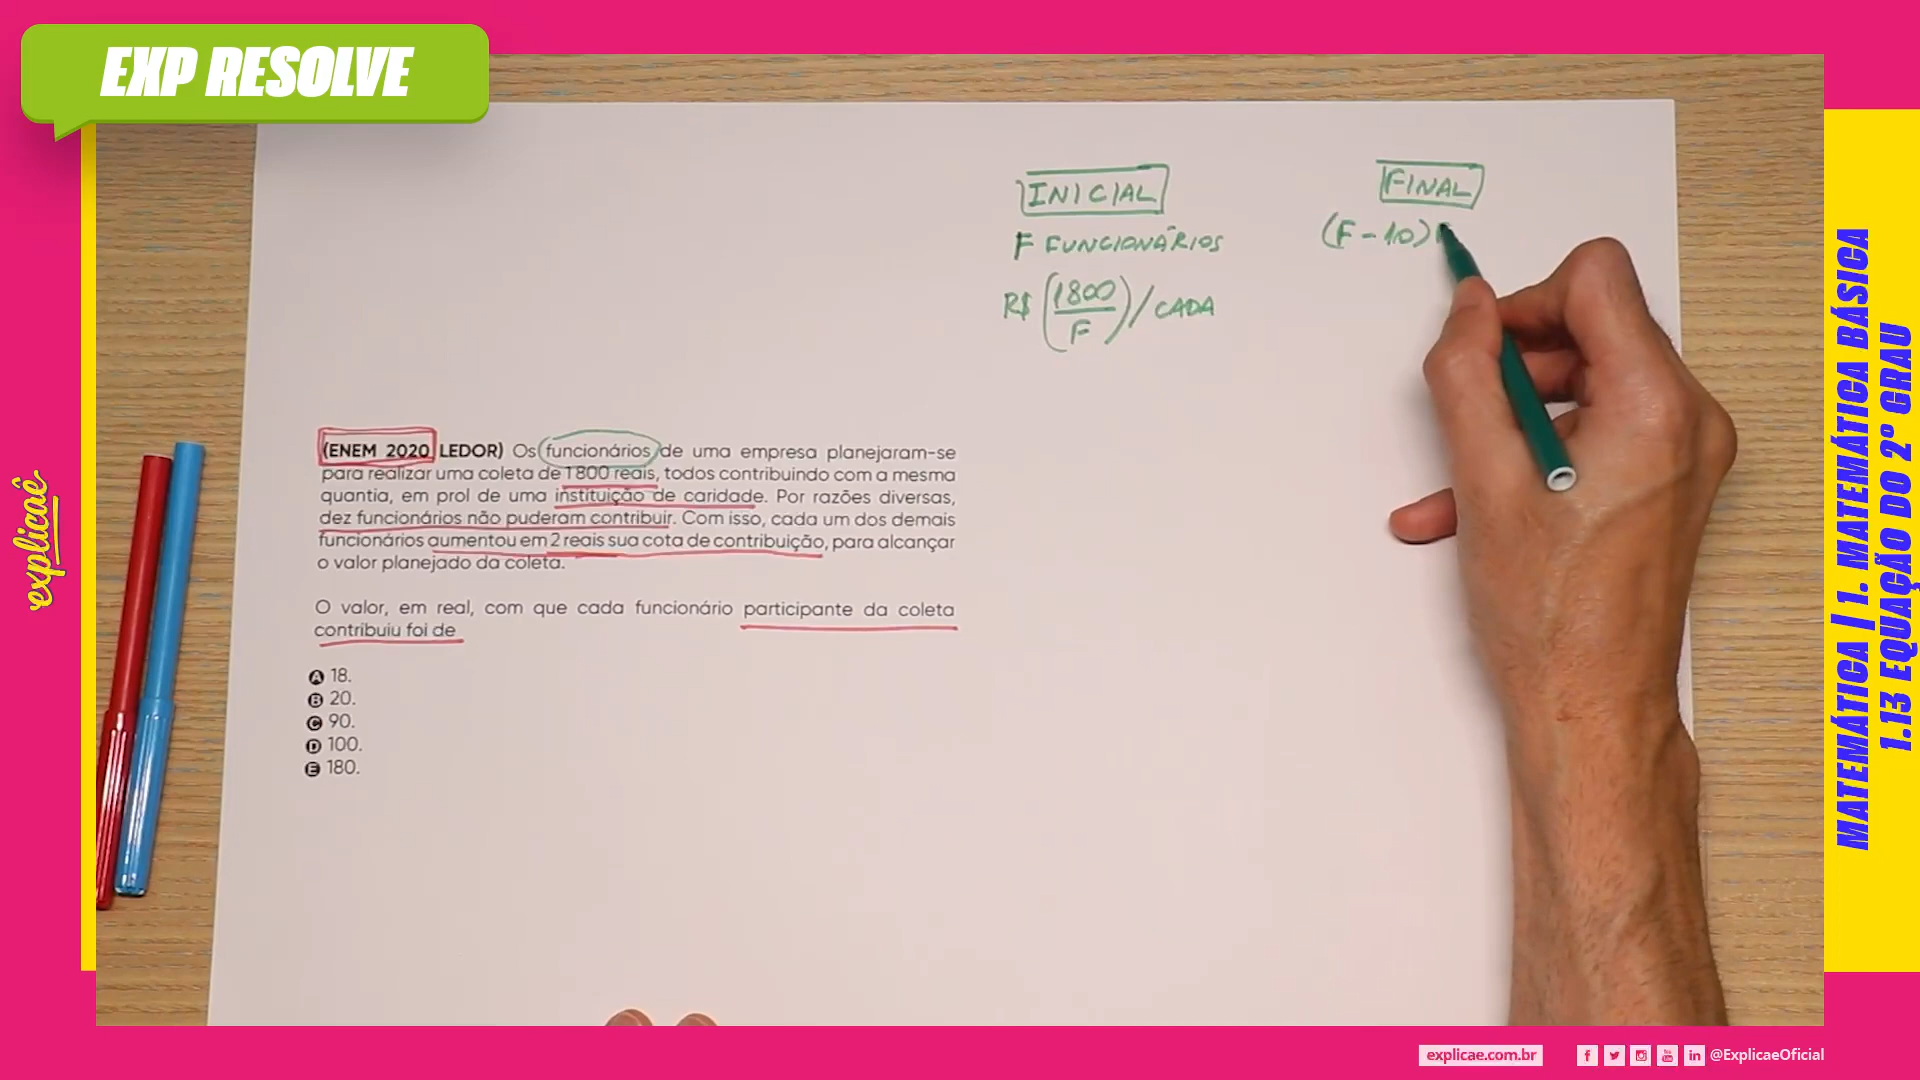 EXP RESOLVE
INICIAL
F FUNCIONÁRIOS
R$ (1800/F)/CADA
FINAL
(F-10)
(ENEM 2020 LEDOR) Os funcionários de uma empresa planejaram-se
para realizar uma coleta de 1 800 reais, todos contribuindo com a mesma
quantia, em prol de uma instituição de caridade. Por razões diversas,
dez funcionários não puderam contribuir. Com isso, cada um dos demais
funcionários aumentou em 2 reais sua cota de contribuição, para alcançar
o valor planejado da coleta.
O valor, em real, com que cada funcionário participante da coleta
contribuiu foi de
A 18.
B 20.
C 90.
D 100.
E 180.
explicaê
MATEMÁTICA | 1. MATEMÁTICA BÁSICA
1.13 EQUAÇÃO DO 2º GRAU
explicae.com.br
@ExplicaeOficial